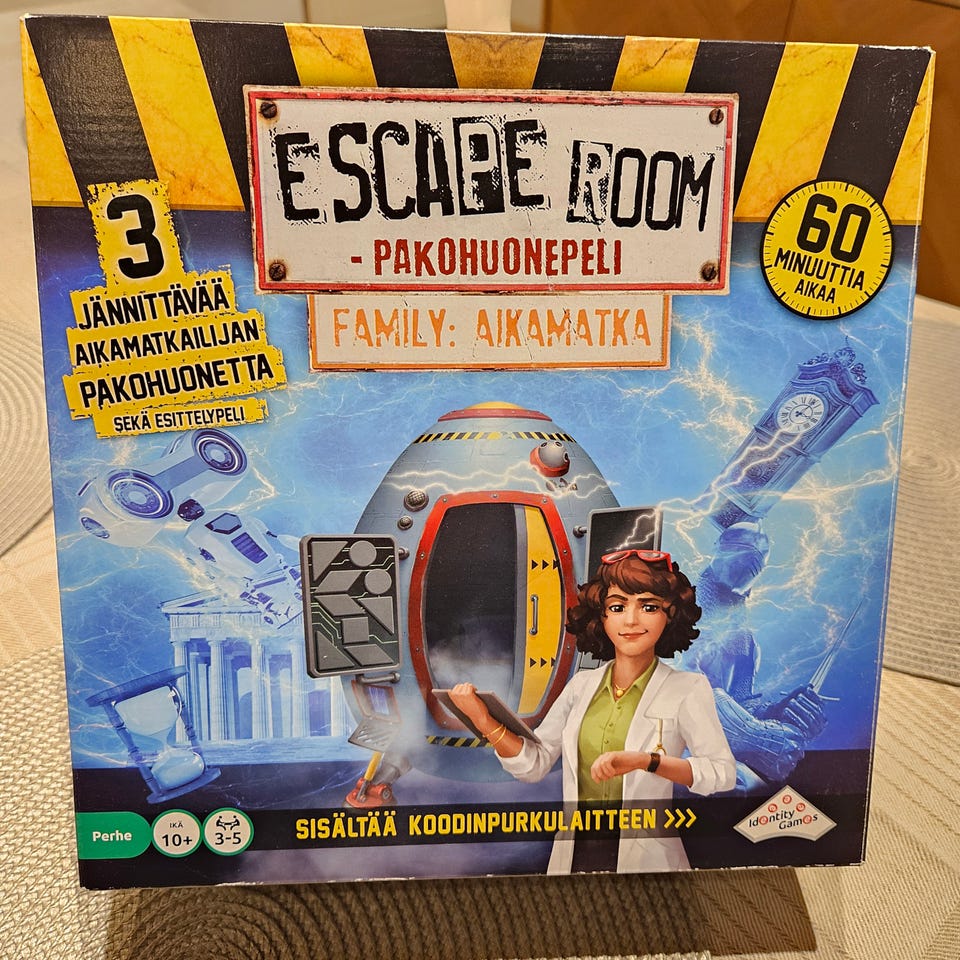 ESCAPE ROOM
™
- PAKOHUONEPELI
FAMILY: AIKAMATKA
3
JÄNNITTÄVÄÄ
AIKAMATKAILIJAN
PAKOHUONETTA
SEKÄ ESITTELYPELI
60
MINUUTTIA
AIKAA
Perhe
IKÄ
10+
3-5
SISÄLTÄÄ KOODINPURKULAITTEEN >>>
Identity
Games